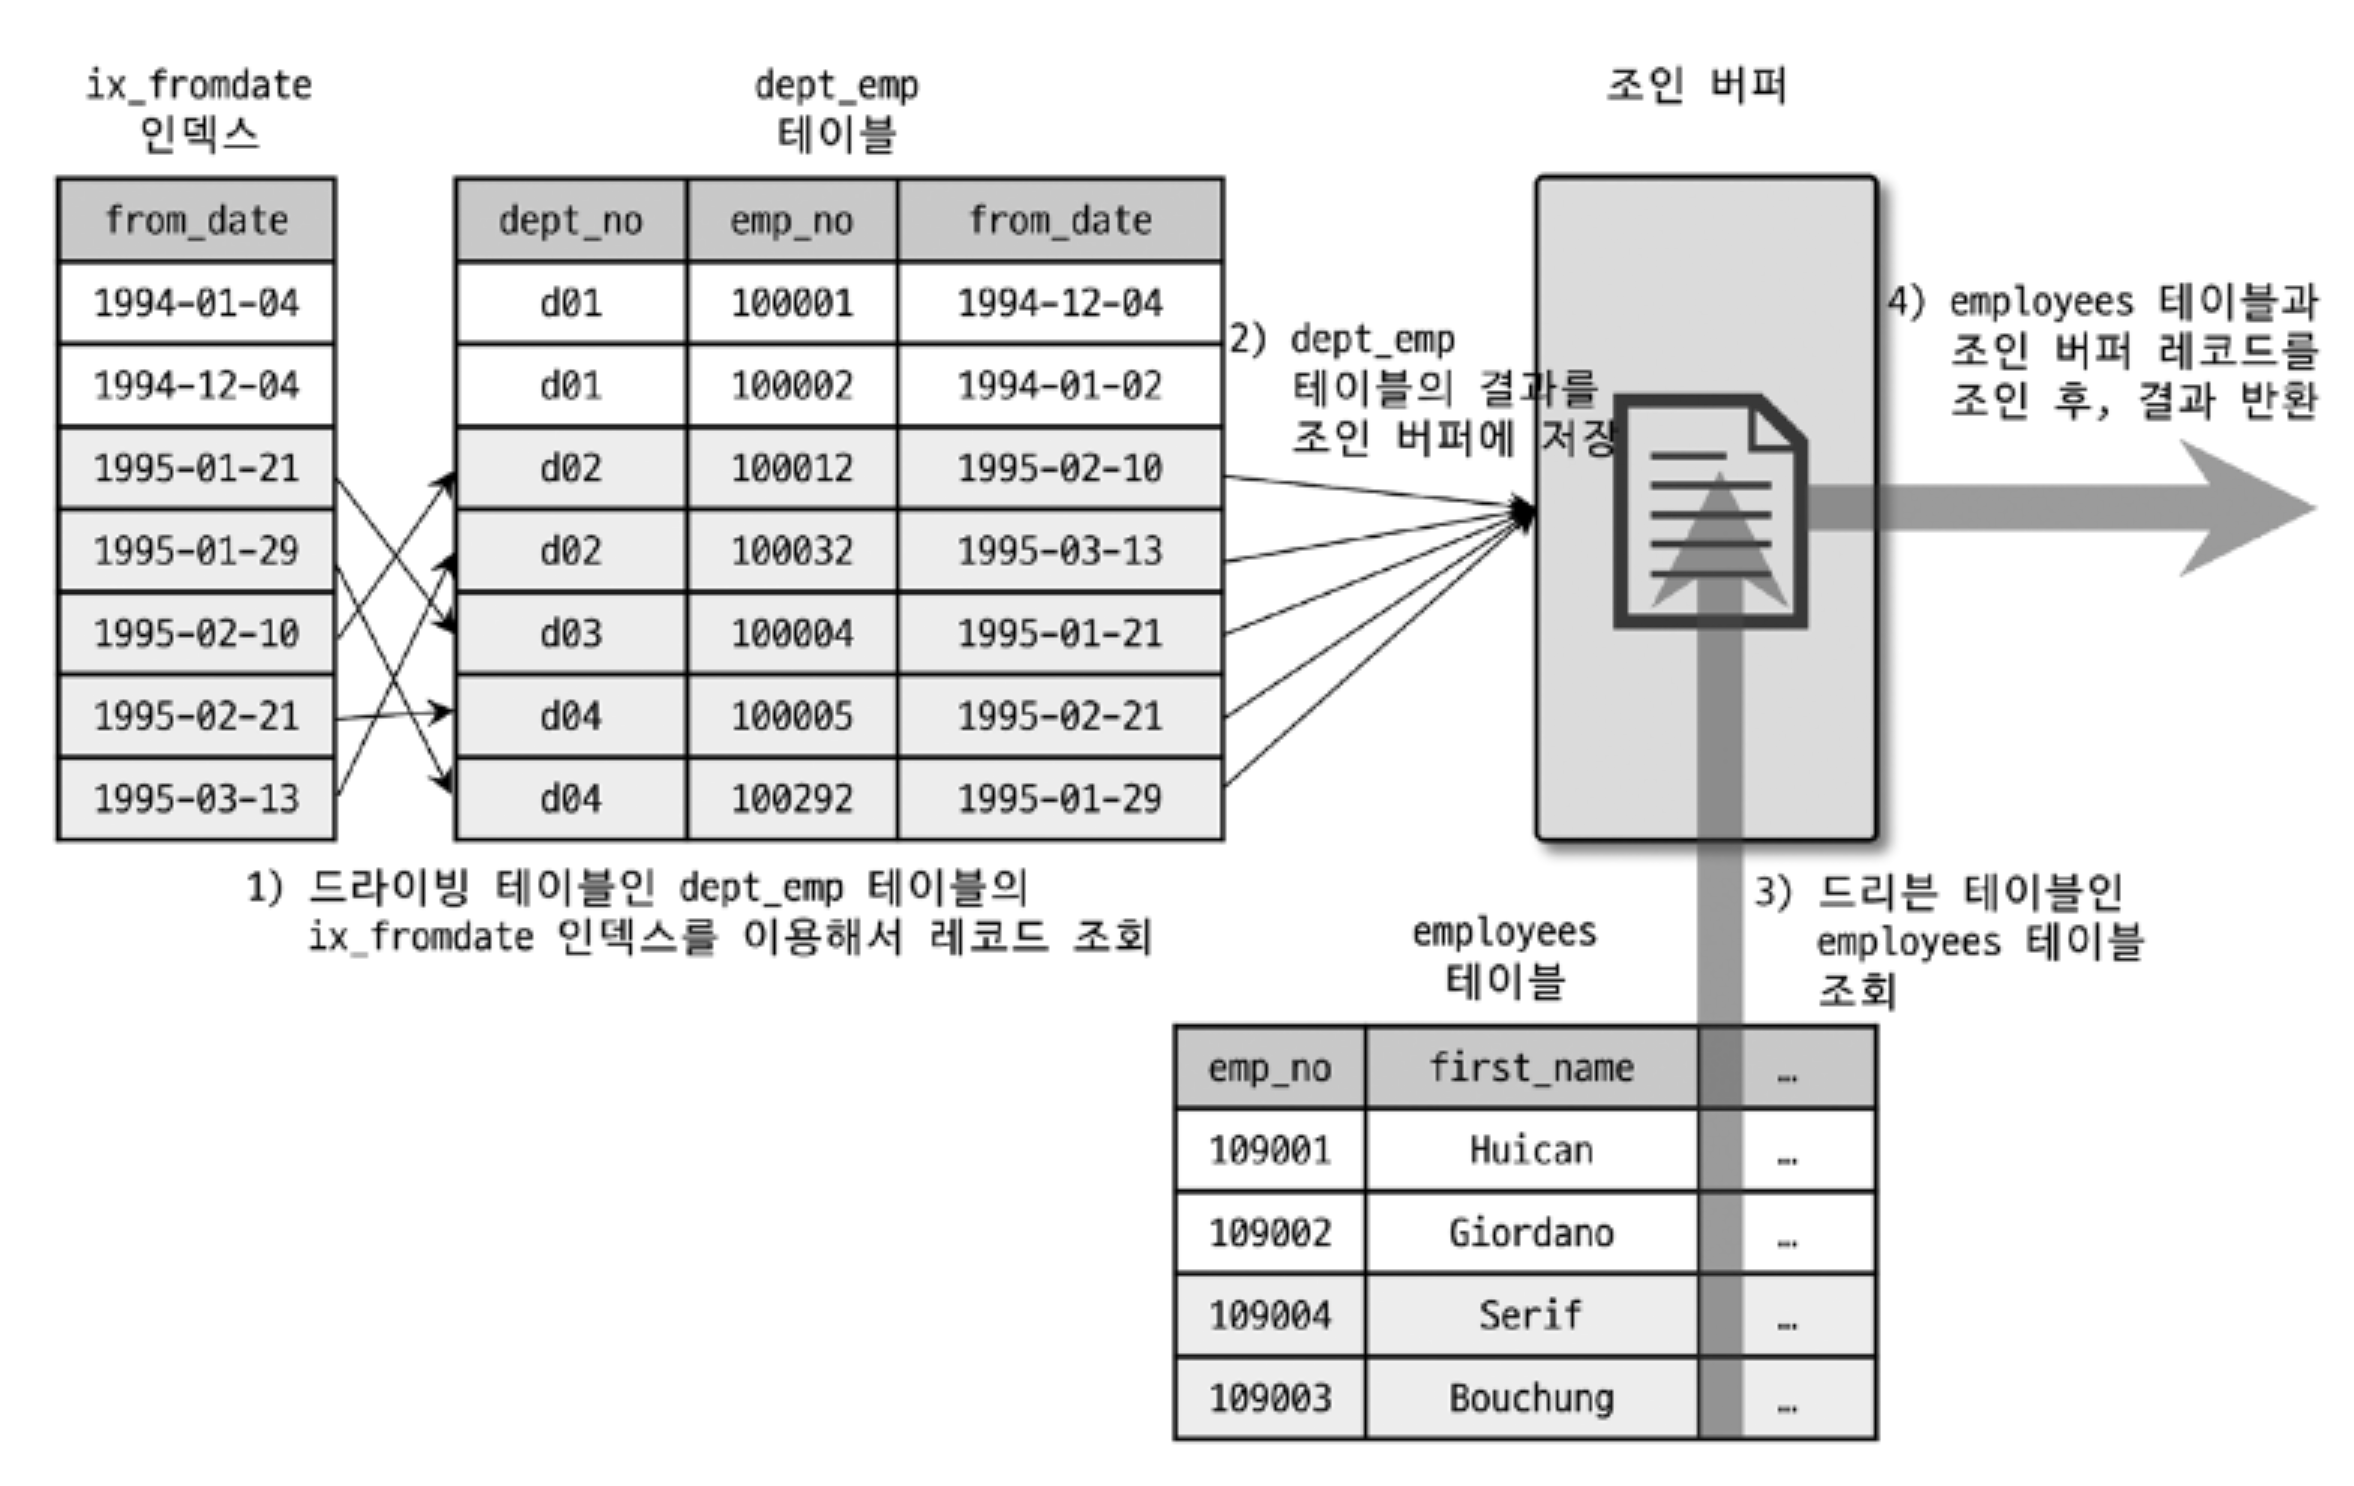 ix_fromdate
인덱스
from_date
1994-01-04
1994-12-04
1995-01-21
1995-01-29
1995-02-10
1995-02-21
1995-03-13
dept_emp
테이블
dept_no emp_no from_date
d01 100001 1994-12-04
d01 100002 1994-01-02
d02 100012 1995-02-10
d02 100032 1995-03-13
d03 100004 1995-01-21
d04 100005 1995-02-21
d04 100292 1995-01-29
1) 드라이빙 테이블인 dept_emp 테이블의
ix_fromdate 인덱스를 이용해서 레코드 조회
2) dept_emp
테이블의 결과를
조인 버퍼에 저장
조인 버퍼
4) employees 테이블과
조인 버퍼 레코드를
조인 후, 결과 반환
3) 드리븐 테이블인
employees 테이블
조회
employees
테이블
emp_no first_name …
109001 Huican …
109002 Giordano …
109004 Serif …
109003 Bouchung …